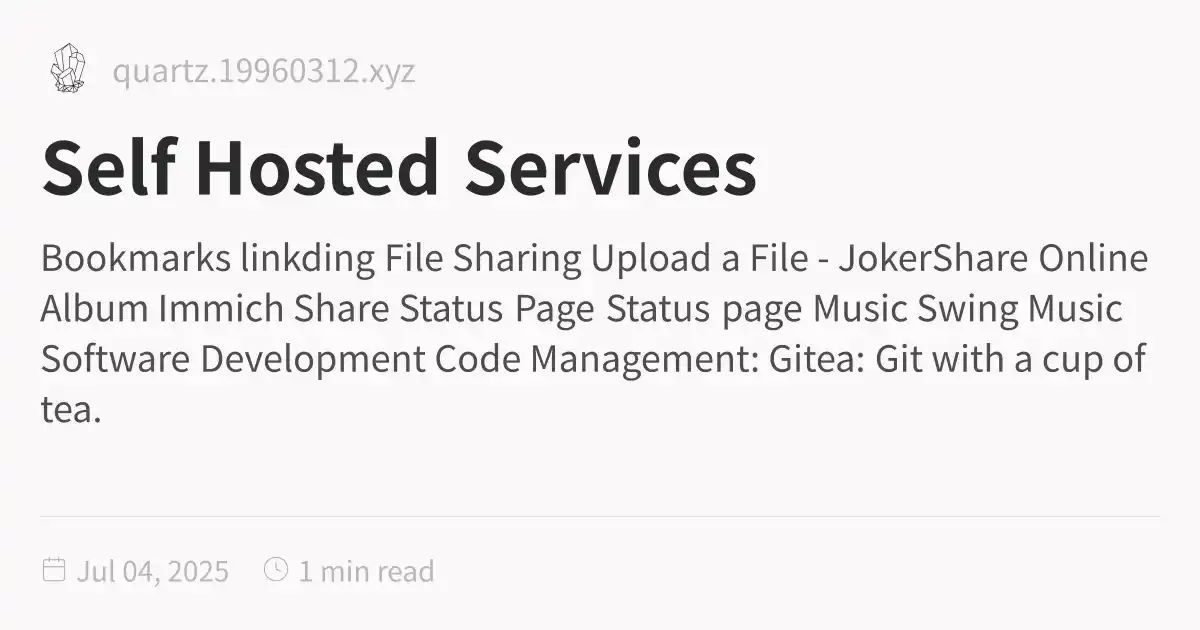 quartz.19960312.xyz
Self Hosted Services
Bookmarks linkding File Sharing Upload a File - JokerShare Online
Album Immich Share Status Page Status page Music Swing Music
Software Development Code Management: Gitea: Git with a cup of
tea.
Jul 04, 2025 1 min read